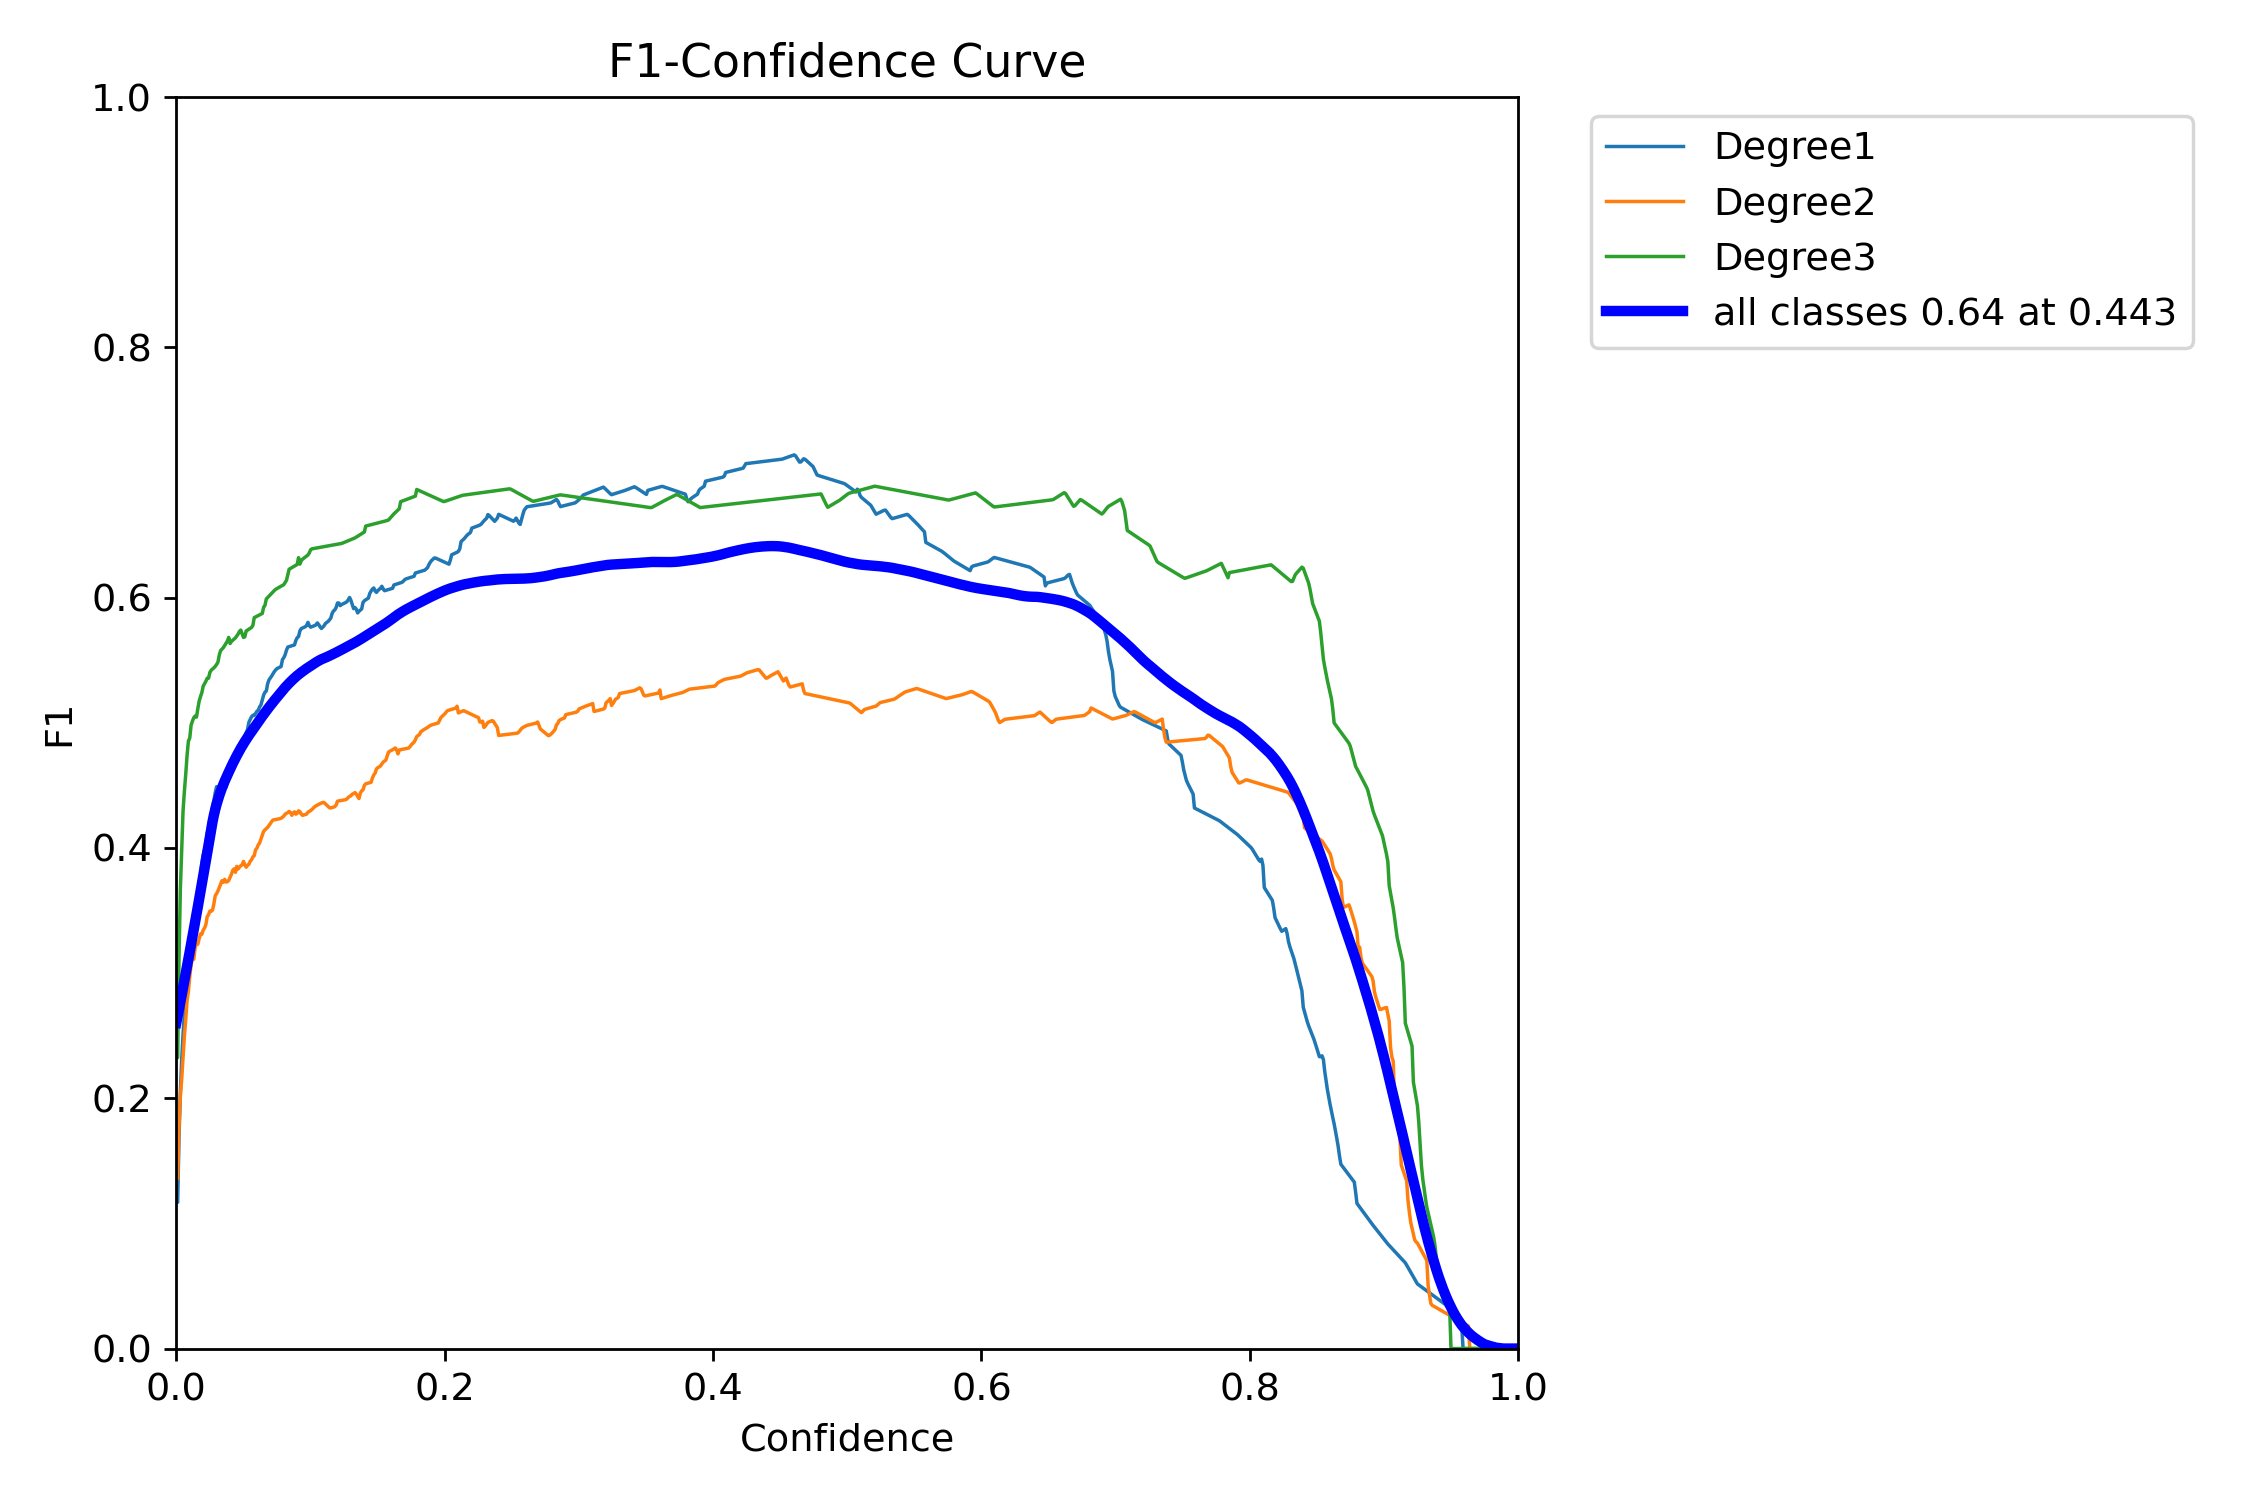 F1-Confidence Curve
1.0
0.8
0.6
0.4
0.2
0.0
F1
0.0 0.2 0.4 0.6 0.8 1.0
Confidence
Degree1
Degree2
Degree3
all classes 0.64 at 0.443